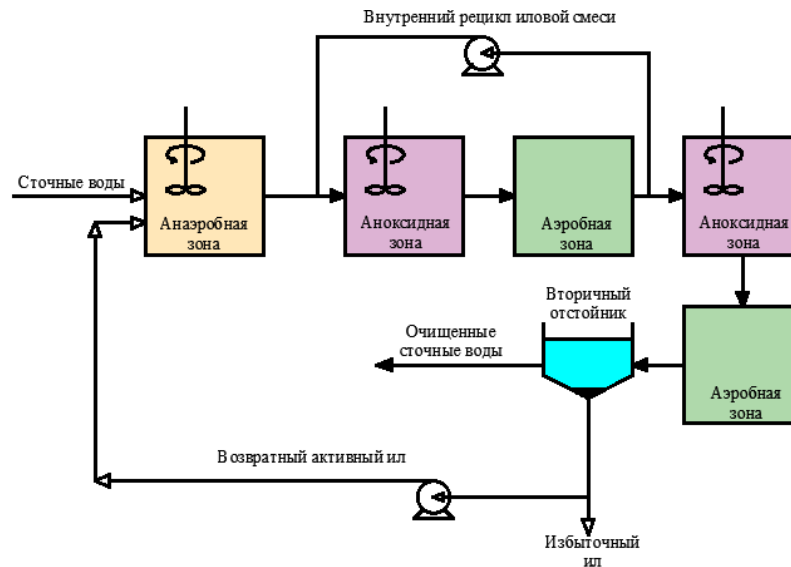 Внутренний рецикл иловой смеси
Сточные воды
Анаэробная
зона
Аноксидная
зона
Аэробная
зона
Аноксидная
зона
Вторичный
отстойник
Очищенные
сточные воды
Аэробная
зона
Возвратный активный ил
Избыточный
ил